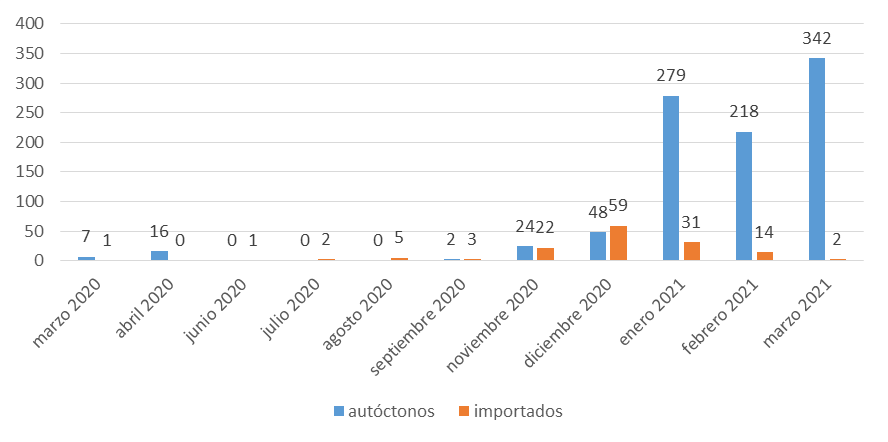 400
350
300
250
200
150
100
50
0
7 1
16 0
0 1
0 2
0 5
2 3
24 22
48 59
279 31
218 14
342 2
marzo 2020
abril 2020
junio 2020
julio 2020
agosto 2020
septiembre 2020
noviembre 2020
diciembre 2020
enero 2021
febrero 2021
marzo 2021
autóctonos importados